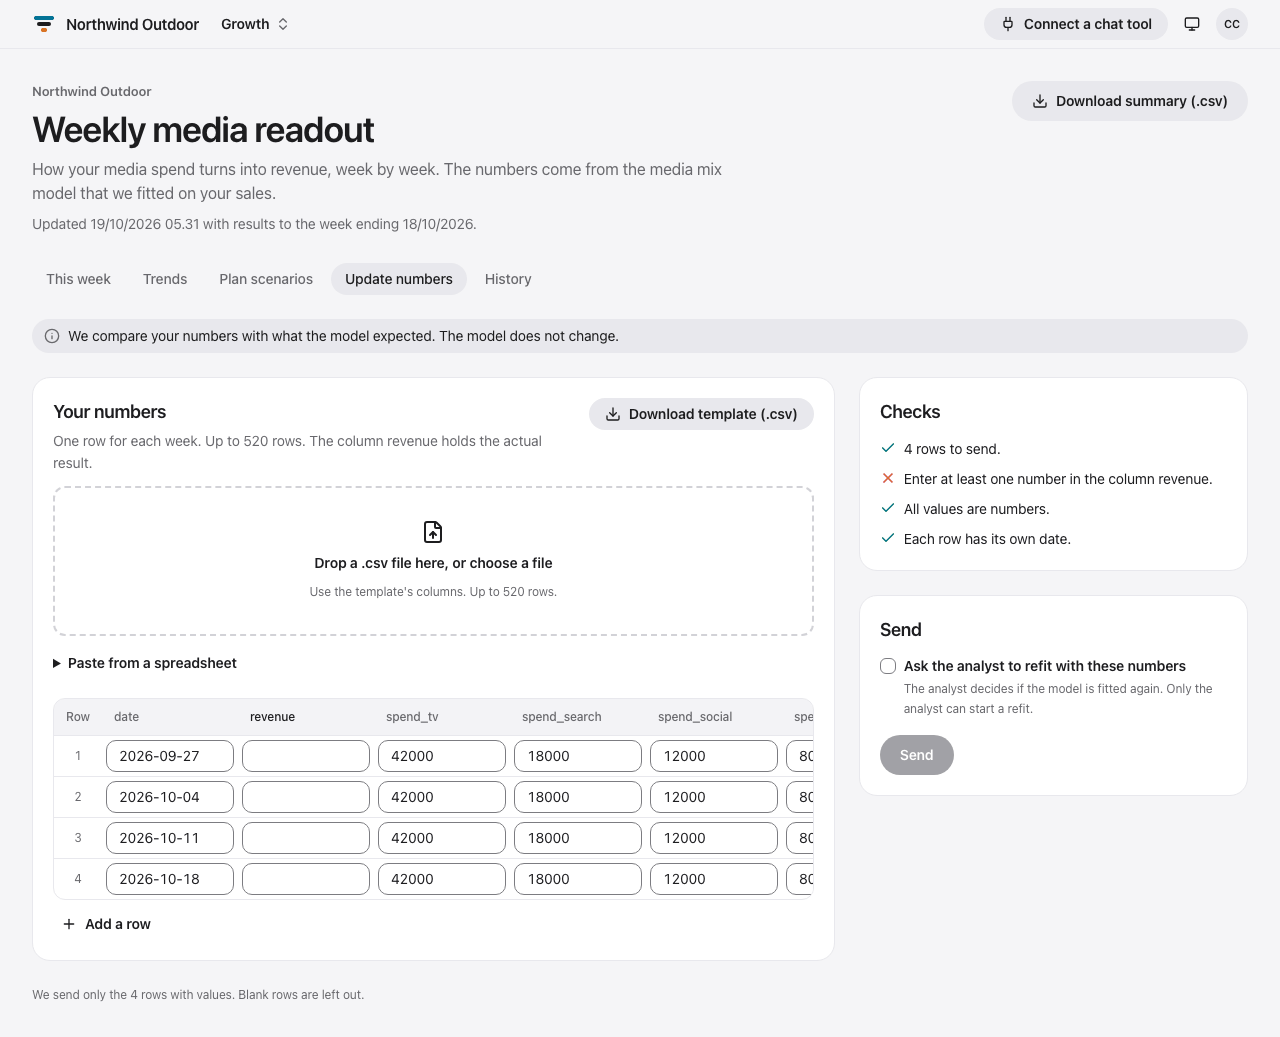 Northwind Outdoor
Growth
Connect a chat tool
CC
Northwind Outdoor
Download summary (.csv)
Weekly media readout
How your media spend turns into revenue, week by week. The numbers come from the media mix
model that we fitted on your sales.
Updated 19/10/2026 05.31 with results to the week ending 18/10/2026.
This week
Trends
Plan scenarios
Update numbers
History
We compare your numbers with what the model expected. The model does not change.
Your numbers
Download template (.csv)
One row for each week. Up to 520 rows. The column revenue holds the actual
result.
Drop a .csv file here, or choose a file
Use the template's columns. Up to 520 rows.
Paste from a spreadsheet
Row date revenue spend_tv spend_search spend_social spe
1 2026-09-27 42000 18000 12000 80
2 2026-10-04 42000 18000 12000 80
3 2026-10-11 42000 18000 12000 80
4 2026-10-18 42000 18000 12000 80
Add a row
Checks
4 rows to send.
Enter at least one number in the column revenue.
All values are numbers.
Each row has its own date.
Send
Ask the analyst to refit with these numbers
The analyst decides if the model is fitted again. Only the
analyst can start a refit.
Send
We send only the 4 rows with values. Blank rows are left out.